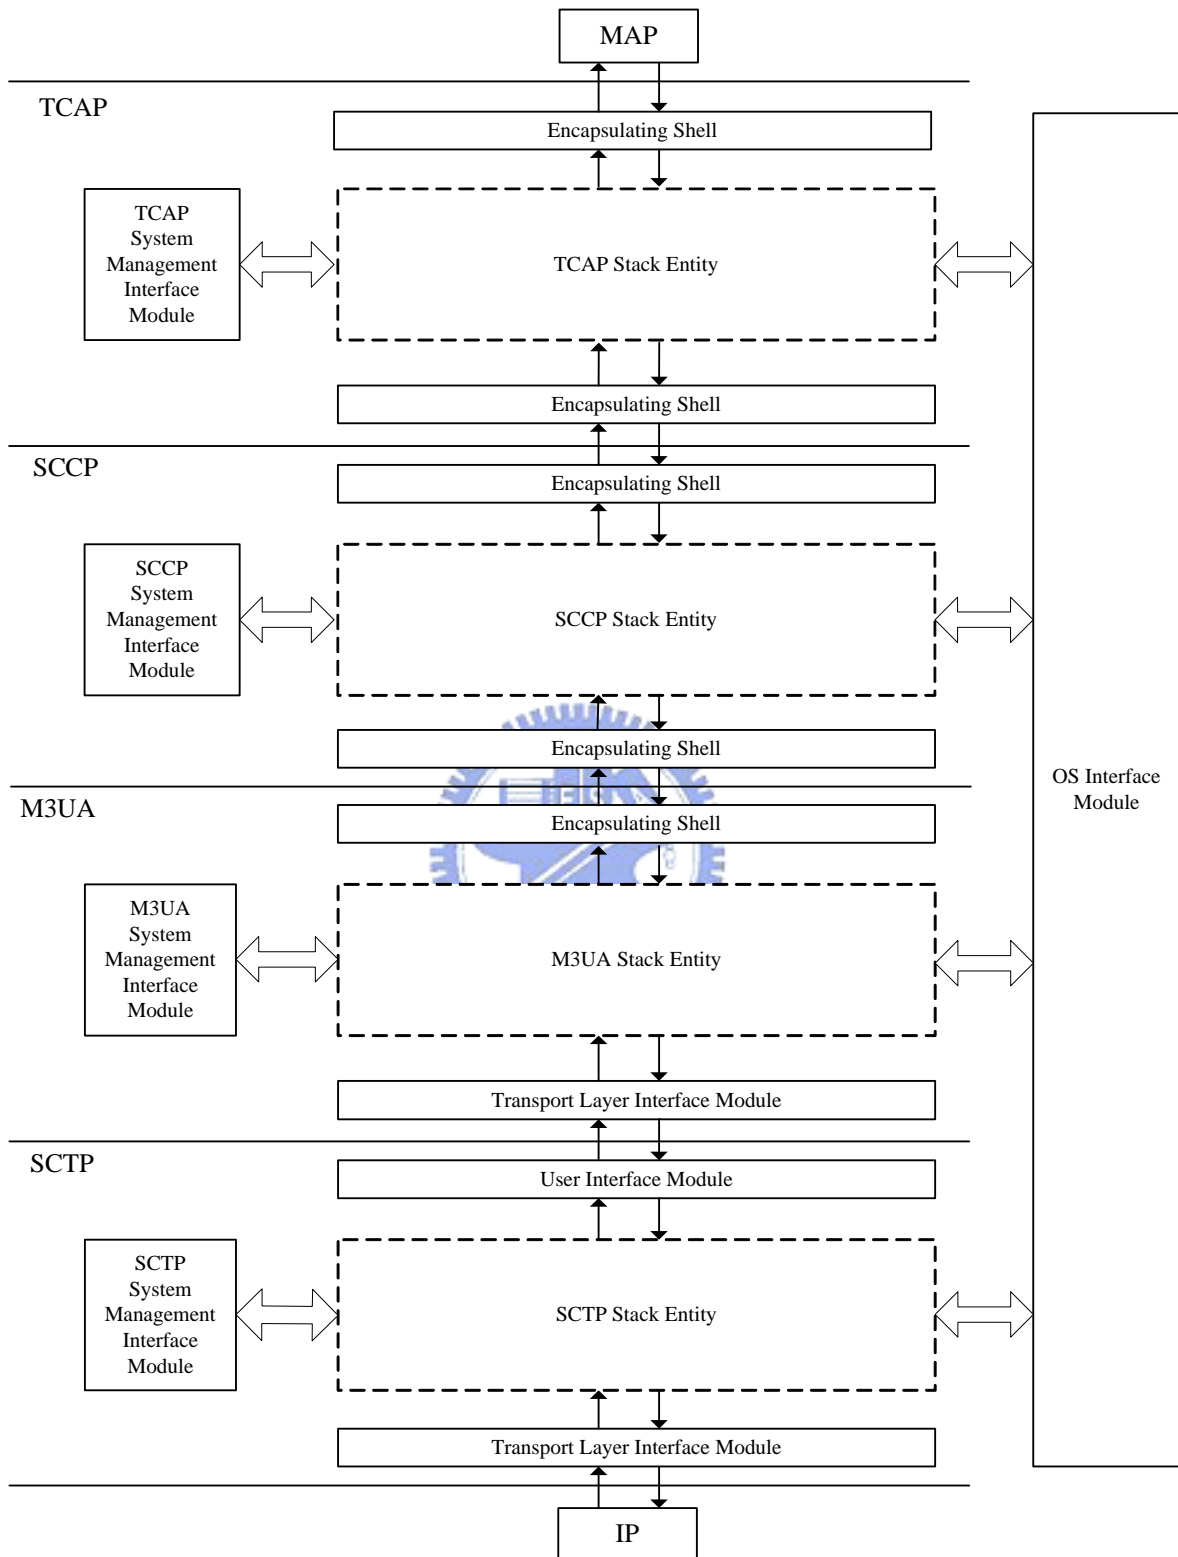 MAP
TCAP
Encapsulating Shell
TCAP
System
Management
Interface
Module
TCAP Stack Entity
Encapsulating Shell
SCCP
Encapsulating Shell
SCCP
System
Management
Interface
Module
SCCP Stack Entity
Encapsulating Shell
OS Interface
Module
M3UA
Encapsulating Shell
M3UA
System
Management
Interface
Module
M3UA Stack Entity
Transport Layer Interface Module
SCTP
User Interface Module
SCTP
System
Management
Interface
Module
SCTP Stack Entity
Transport Layer Interface Module
IP